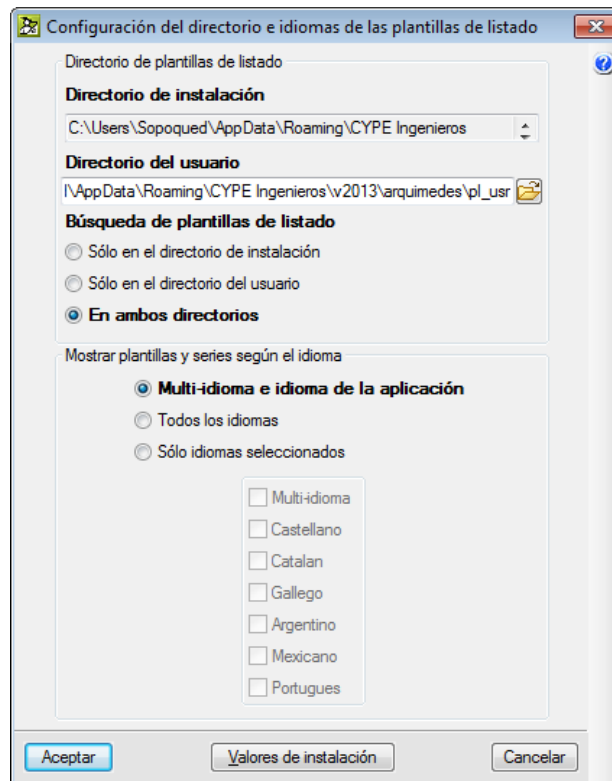 Configuración del directorio e idiomas de las plantillas de listado
Directorio de plantillas de listado
Directorio de instalación
C:\Users\Sopoqued\AppData\Roaming\CYPE Ingenieros
Directorio del usuario
l\AppData\Roaming\CYPE Ingenieros\v2013\arquimedes\pl_usr
Búsqueda de plantillas de listado
Sólo en el directorio de instalación
Sólo en el directorio del usuario
En ambos directorios
Mostrar plantillas y series según el idioma
Multi-idioma e idioma de la aplicación
Todos los idiomas
Sólo idiomas seleccionados
Multi-idioma
Castellano
Catalan
Gallego
Argentino
Mexicano
Portugues
Aceptar Valores de instalación Cancelar